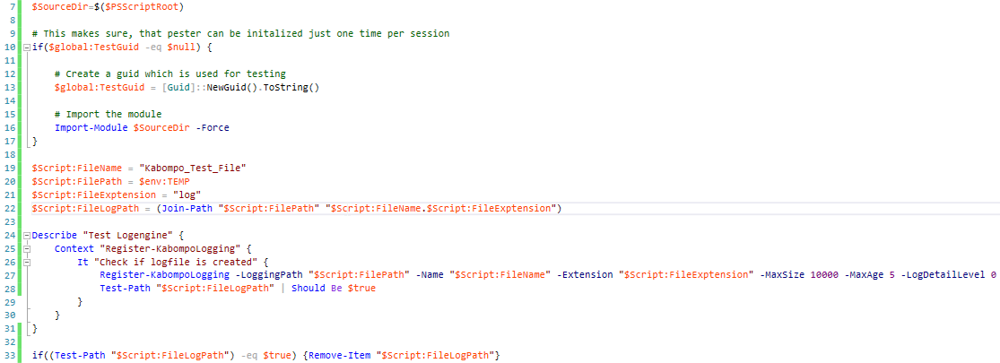 7 $SourceDir=$($PSScriptRoot)
8
9 # This makes sure, that pester can be initalized just one time per session
10 if($global:TestGuid -eq $null) {
11
12     # Create a guid which is used for testing
13     $global:TestGuid = [Guid]::NewGuid().ToString()
14
15     # Import the module
16     Import-Module $SourceDir -Force
17 }
18
19 $Script:FileName = "Kabompo_Test_File"
20 $Script:FilePath = $env:TEMP
21 $Script:FileExptension = "log"
22 $Script:FileLogPath = (Join-Path "$Script:FilePath" "$Script:FileName.$Script:FileExptension")
23
24 Describe "Test Logengine" {
25     Context "Register-KabompoLogging" {
26         It "Check if logfile is created" {
27             Register-KabompoLogging -LoggingPath "$Script:FilePath" -Name "$Script:FileName" -Extension "$Script:FileExptension" -MaxSize 10000 -MaxAge 5 -LogDetailLevel 0
28             Test-Path "$Script:FileLogPath" | Should Be $true
29         }
30     }
31 }
32
33 if((Test-Path "$Script:FileLogPath") -eq $true) {Remove-Item "$Script:FileLogPath"}